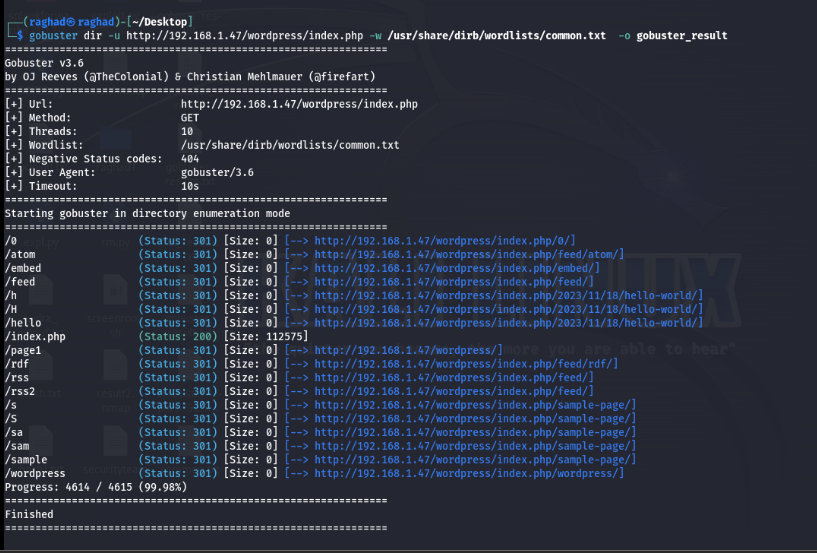 ┌──(raghad㉿ raghad)-[~/Desktop]
└─$ gobuster dir -u http://192.168.1.47/wordpress/index.php -w /usr/share/dirb/wordlists/common.txt  -o gobuster_result
===============================================================
Gobuster v3.6
by OJ Reeves (@TheColonial) & Christian Mehlmauer (@firefart)
===============================================================
[+] Url:                     http://192.168.1.47/wordpress/index.php
[+] Method:                  GET
[+] Threads:                 10
[+] Wordlist:                /usr/share/dirb/wordlists/common.txt
[+] Negative Status codes:   404
[+] User Agent:              gobuster/3.6
[+] Timeout:                 10s
===============================================================
Starting gobuster in directory enumeration mode
===============================================================
/0                    (Status: 301) [Size: 0] [--> http://192.168.1.47/wordpress/index.php/0/]
/atom                 (Status: 301) [Size: 0] [--> http://192.168.1.47/wordpress/index.php/feed/atom/]
/embed                (Status: 301) [Size: 0] [--> http://192.168.1.47/wordpress/index.php/embed/]
/feed                 (Status: 301) [Size: 0] [--> http://192.168.1.47/wordpress/index.php/feed/]
/h                    (Status: 301) [Size: 0] [--> http://192.168.1.47/wordpress/index.php/2023/11/18/hello-world/]
/H                    (Status: 301) [Size: 0] [--> http://192.168.1.47/wordpress/index.php/2023/11/18/hello-world/]
/hello                (Status: 301) [Size: 0] [--> http://192.168.1.47/wordpress/index.php/2023/11/18/hello-world/]
/index.php            (Status: 200) [Size: 112575]
/page1                (Status: 301) [Size: 0] [--> http://192.168.1.47/wordpress/]
/rdf                  (Status: 301) [Size: 0] [--> http://192.168.1.47/wordpress/index.php/feed/rdf/]
/rss                  (Status: 301) [Size: 0] [--> http://192.168.1.47/wordpress/index.php/feed/]
/rss2                 (Status: 301) [Size: 0] [--> http://192.168.1.47/wordpress/index.php/feed/]
/s                    (Status: 301) [Size: 0] [--> http://192.168.1.47/wordpress/index.php/sample-page/]
/S                    (Status: 301) [Size: 0] [--> http://192.168.1.47/wordpress/index.php/sample-page/]
/sa                   (Status: 301) [Size: 0] [--> http://192.168.1.47/wordpress/index.php/sample-page/]
/sam                  (Status: 301) [Size: 0] [--> http://192.168.1.47/wordpress/index.php/sample-page/]
/sample               (Status: 301) [Size: 0] [--> http://192.168.1.47/wordpress/index.php/sample-page/]
/wordpress            (Status: 301) [Size: 0] [--> http://192.168.1.47/wordpress/index.php/wordpress/]
Progress: 4614 / 4615 (99.98%)
===============================================================
Finished
===============================================================
more you are able to hear"